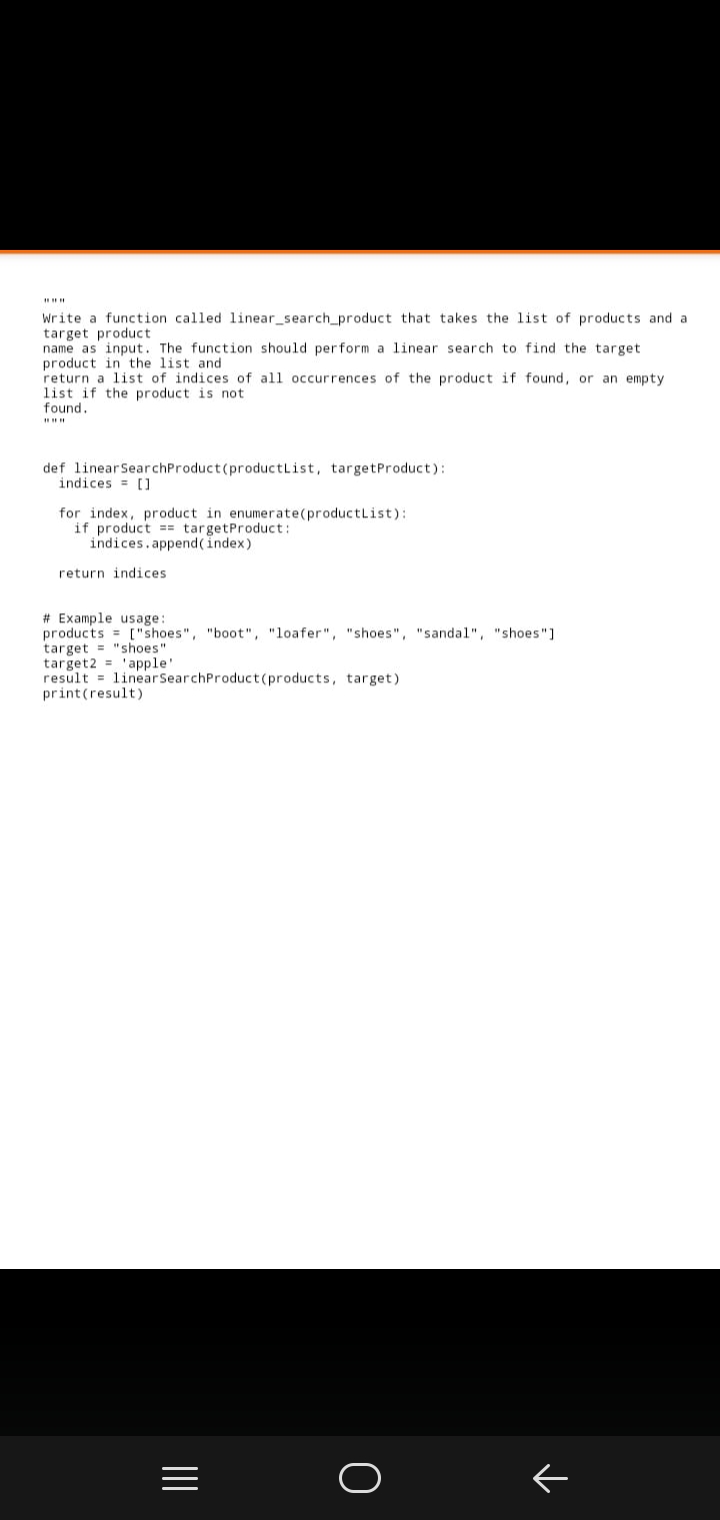 """
Write a function called linear_search_product that takes the list of products and a
target product
name as input. The function should perform a linear search to find the target
product in the list and
return a list of indices of all occurrences of the product if found, or an empty
list if the product is not
found.
"""
def linearSearchProduct(productList, targetProduct):
indices = []
for index, product in enumerate(productList):
if product == targetProduct:
indices.append(index)
return indices
# Example usage:
products = ["shoes", "boot", "loafer", "shoes", "sandal", "shoes"]
target = "shoes"
target2 = 'apple'
result = linearSearchProduct(products, target)
print(result)